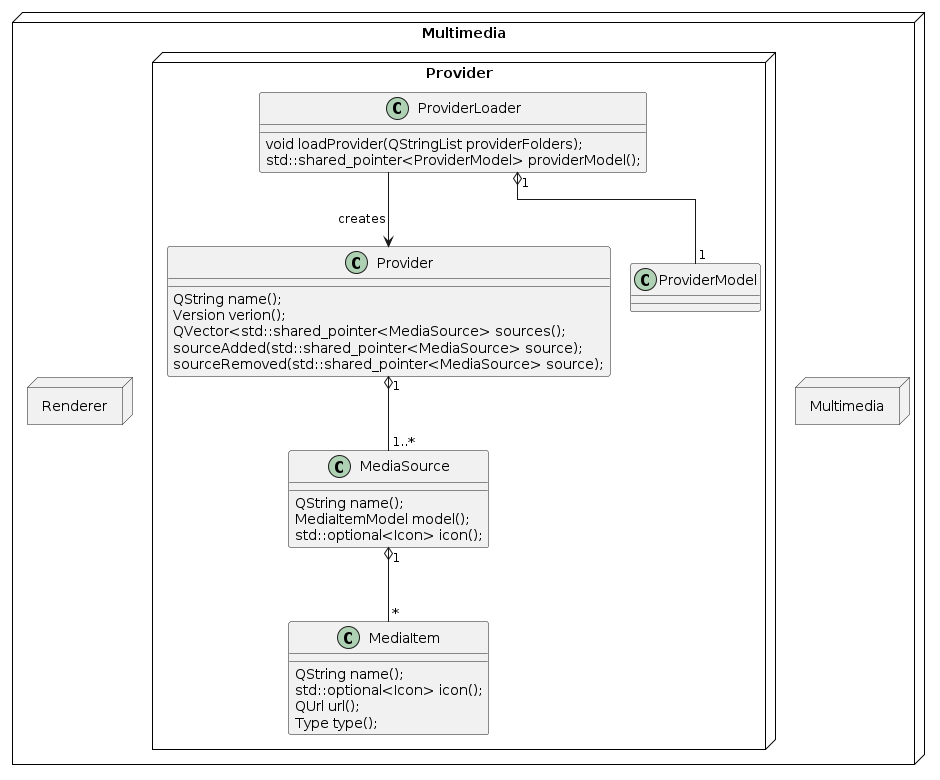 Multimedia
Provider
C ProviderLoader
void loadProvider(QStringList providerFolders);
std::shared_pointer<ProviderModel> providerModel();
1
creates
1
C Provider
QString name();
Version verion();
QVector<std::shared_pointer<MediaSource> sources();
sourceAdded(std::shared_pointer<MediaSource> source);
sourceRemoved(std::shared_pointer<MediaSource> source);
C ProviderModel
1
Renderer
Multimedia
1..*
C MediaSource
QString name();
MediaItemModel model();
std::optional<Icon> icon();
1
*
C MediaItem
QString name();
std::optional<Icon> icon();
QUrl url();
Type type();